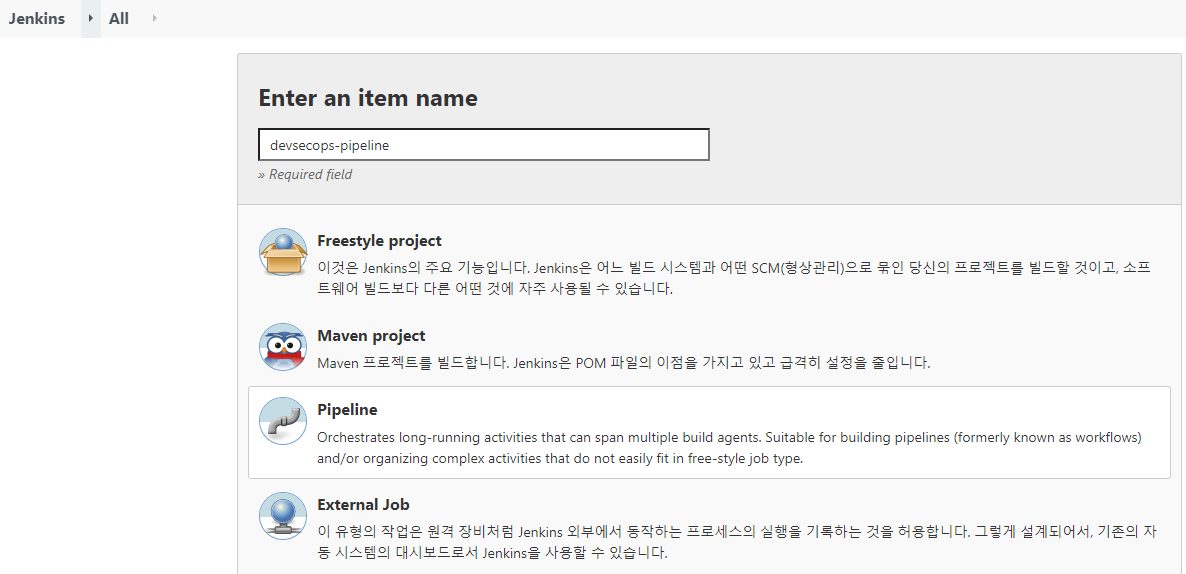 Jenkins All
Enter an item name
devsecops-pipeline
» Required field
Freestyle project
이것은 Jenkins의 주요 기능입니다. Jenkins은 어느 빌드 시스템과 어떤 SCM(형상관리)으로 묶인 당신의 프로젝트를 빌드할 것이고, 소프
트웨어 빌드보다 다른 어떤 것에 자주 사용될 수 있습니다.
Maven project
Maven 프로젝트를 빌드합니다. Jenkins은 POM 파일의 이점을 가지고 있고 급격히 설정을 줄입니다.
Pipeline
Orchestrates long-running activities that can span multiple build agents. Suitable for building pipelines (formerly known as workflows)
and/or organizing complex activities that do not easily fit in free-style job type.
External Job
이 유형의 작업은 원격 장비처럼 Jenkins 외부에서 동작하는 프로세스의 실행을 기록하는 것을 허용합니다. 그렇게 설계되어서, 기존의 자
동 시스템의 대시보드로서 Jenkins을 사용할 수 있습니다.